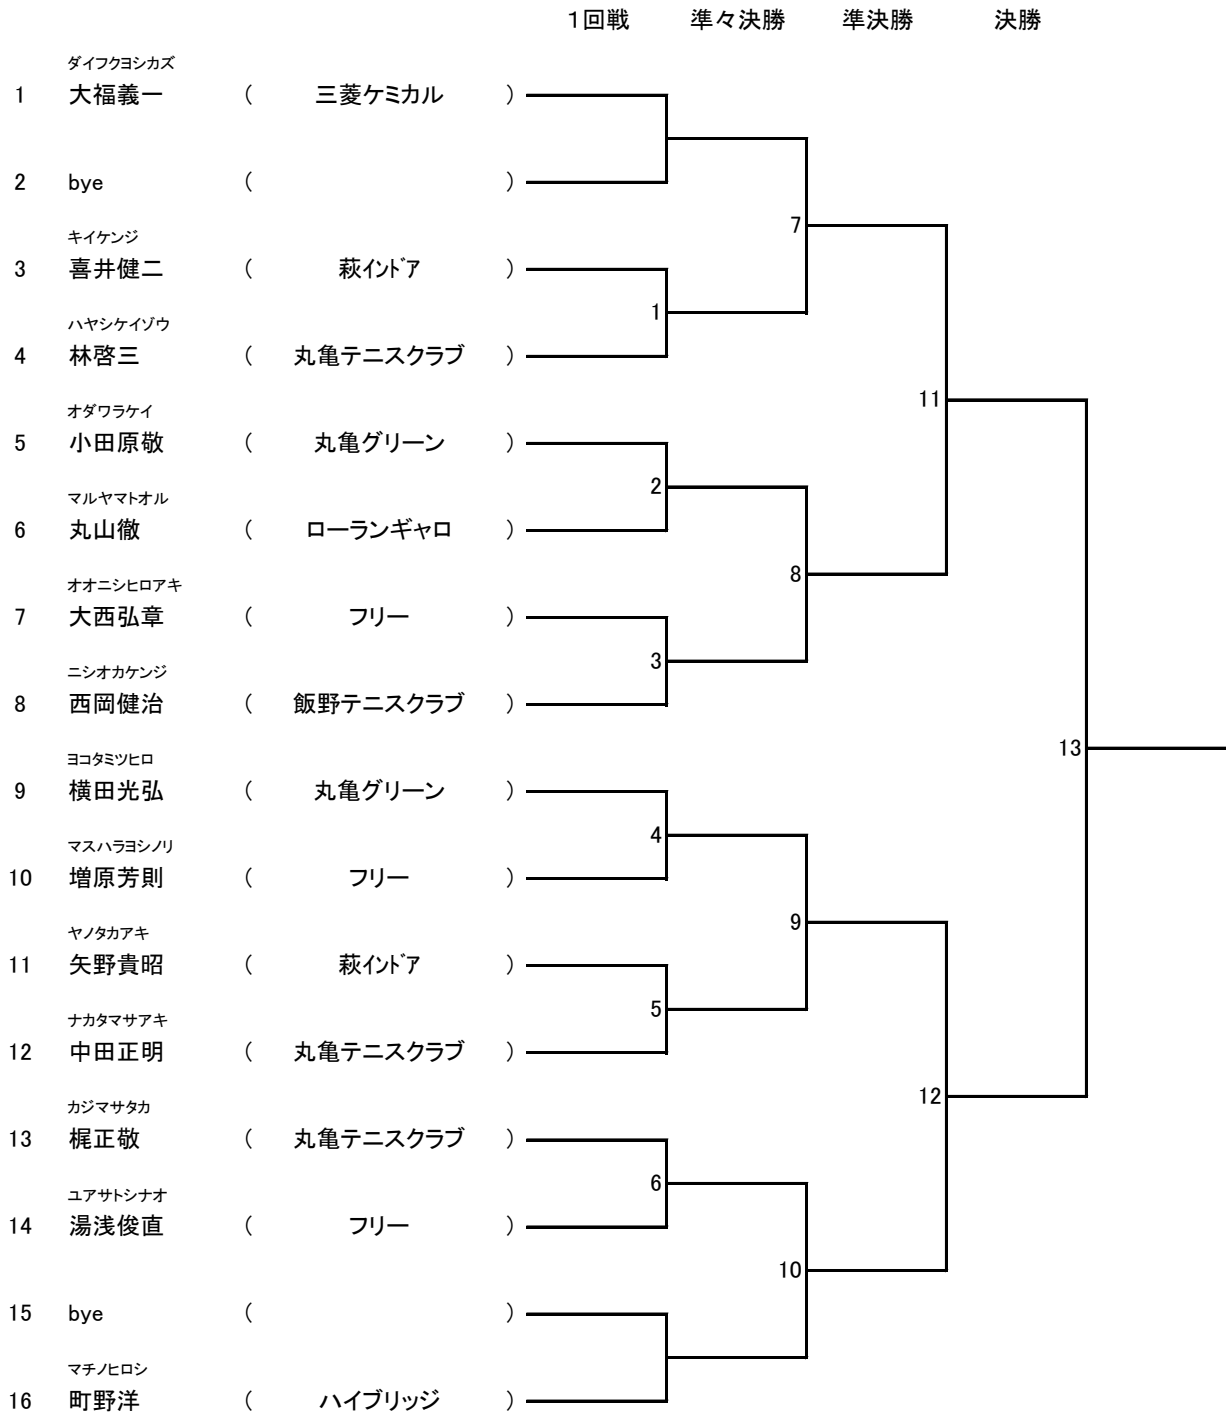 1回戦 準々決勝 準決勝 決勝
ダイフクヨシカズ
1 大福義一 ( 三菱ケミカル )
2 bye ( )
7
キイケンジ
3 喜井健二 ( 萩インドア )
1
ハヤシケイゾウ
4 林啓三 ( 丸亀テニスクラブ )
11
オダワラケイ
5 小田原敬 ( 丸亀グリーン )
2
マルヤマトオル
6 丸山徹 ( ローランギャロ )
8
オオニシヒロアキ
7 大西弘章 ( フリー )
3
ニシオカケンジ
8 西岡健治 ( 飯野テニスクラブ )
13
ヨコタミツヒロ
9 横田光弘 ( 丸亀グリーン )
4
マスハラヨシノリ
10 増原芳則 ( フリー )
9
ヤノタカアキ
11 矢野貴昭 ( 萩インドア )
5
ナカタマサアキ
12 中田正明 ( 丸亀テニスクラブ )
12
カジマサタカ
13 梶正敬 ( 丸亀テニスクラブ )
6
ユアサトシナオ
14 湯浅俊直 ( フリー )
10
15 bye ( )
マチノヒロシ
16 町野洋 ( ハイブリッジ )